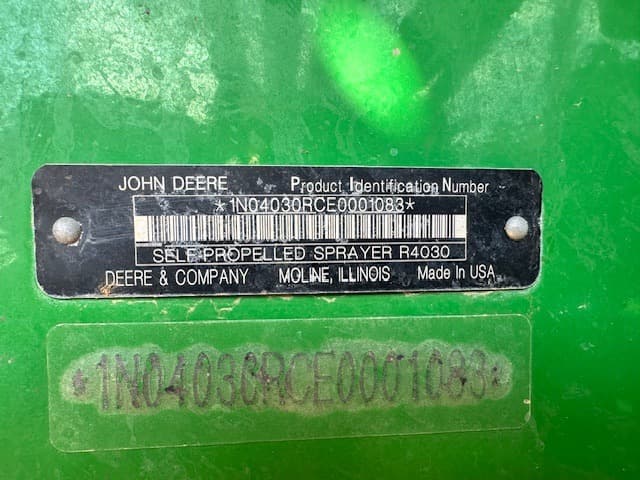 JOHN DEERE Product Identification Number
*1N04030RCE0001083*
SELF PROPELLED SPRAYER R4030
DEERE & COMPANY MOLINE, ILLINOIS Made In USA
*1N04030RCE0001083*